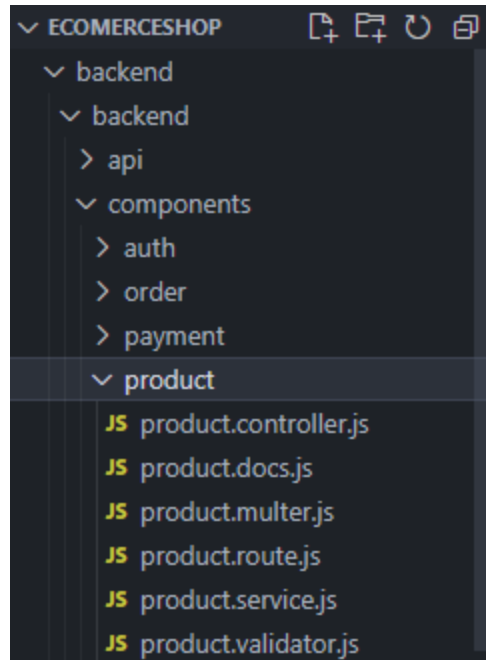 ECOMERCESHOP
backend
backend
api
components
auth
order
payment
product
JS product.controller.js
JS product.docs.js
JS product.multer.js
JS product.route.js
JS product.service.js
JS product.validator.js